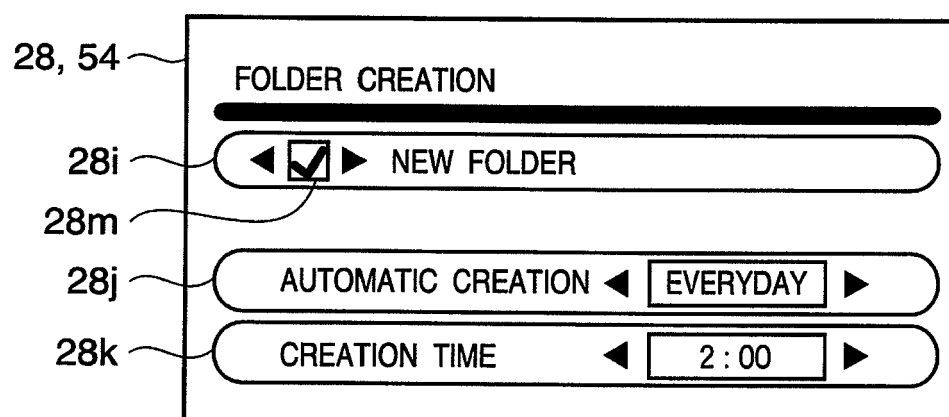 28, 54
FOLDER CREATION
28i NEW FOLDER
28m
28j AUTOMATIC CREATION EVERYDAY
28k CREATION TIME 2 : 00